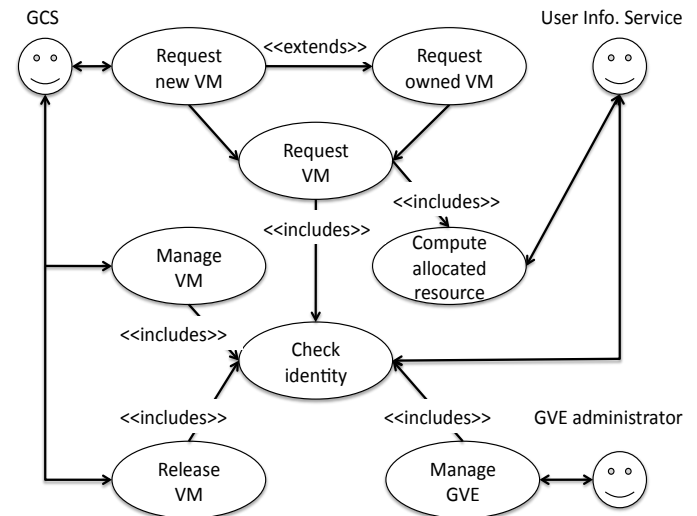 GCS
User Info. Service
<<extends>>
Request
new VM
Request
owned VM
Request
VM
<<includes>>
<<includes>>
Manage
VM
Compute
allocated
resource
<<includes>>
Check
identity
<<includes>>
<<includes>>
GVE administrator
Release
VM
Manage
GVE